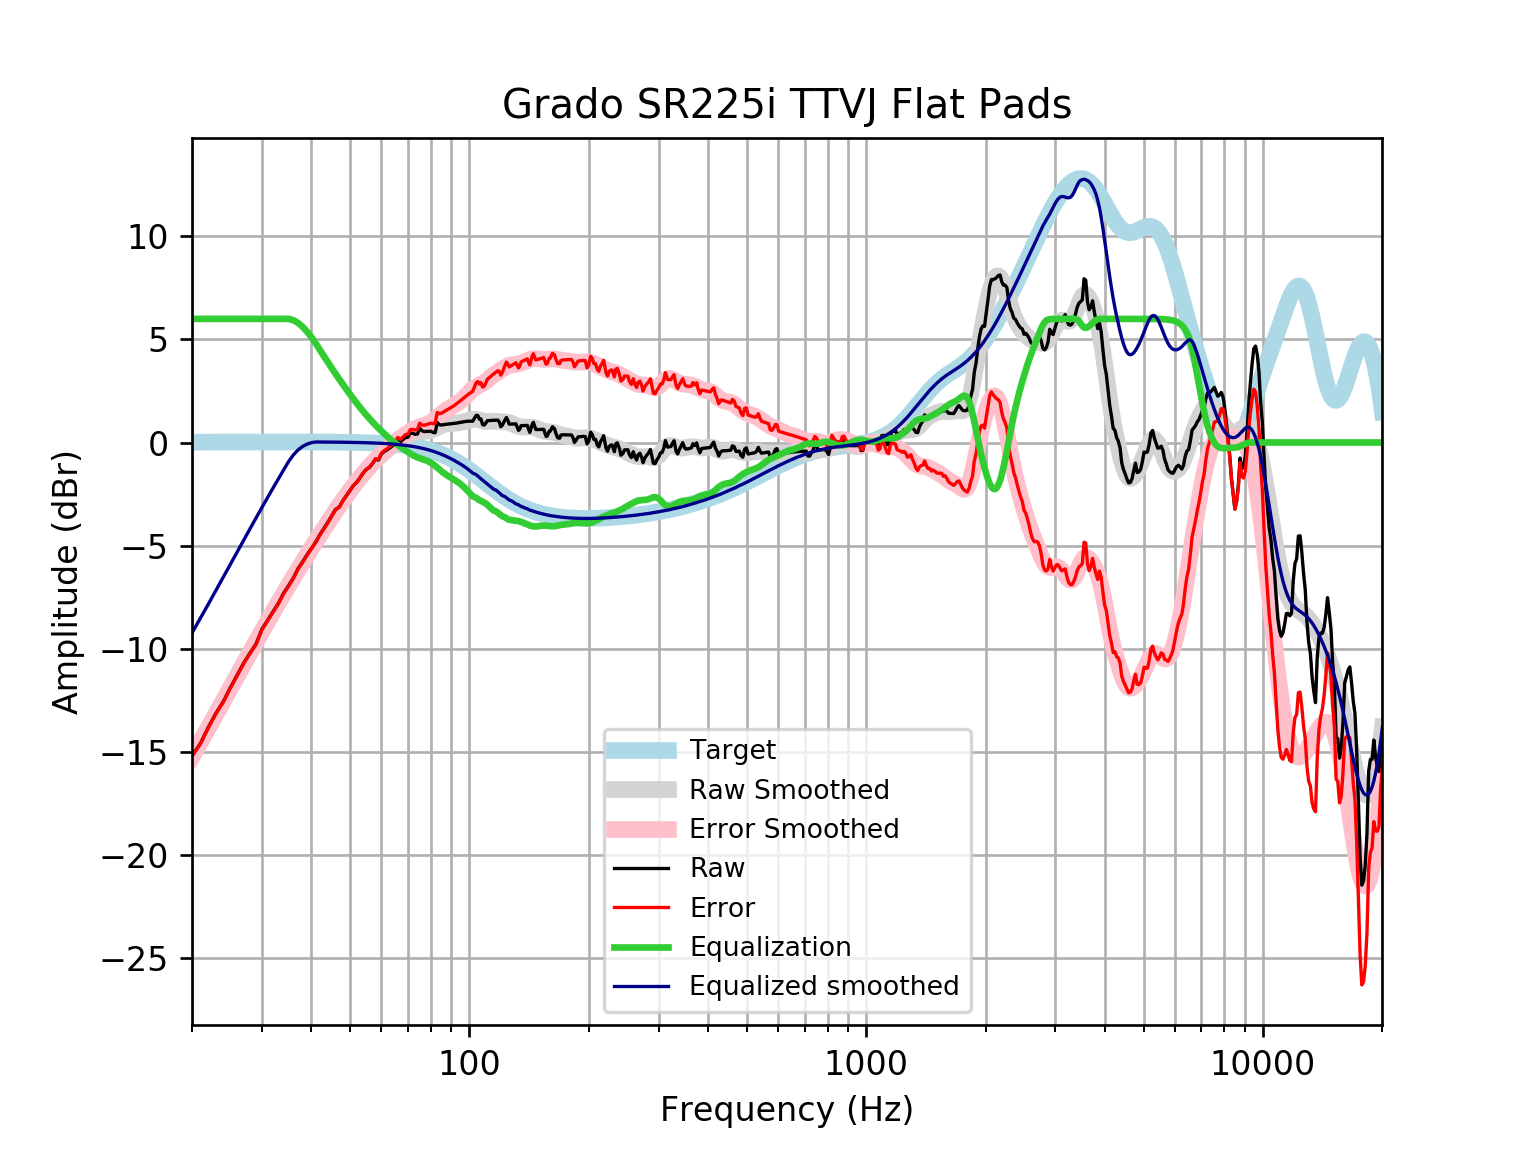 Grado SR225i TTVJ Flat Pads
Amplitude (dBr)
10
5
0
−5
−10
−15
−20
−25
Target
Raw Smoothed
Error Smoothed
Raw
Error
Equalization
Equalized smoothed
100
1000
10000
Frequency (Hz)